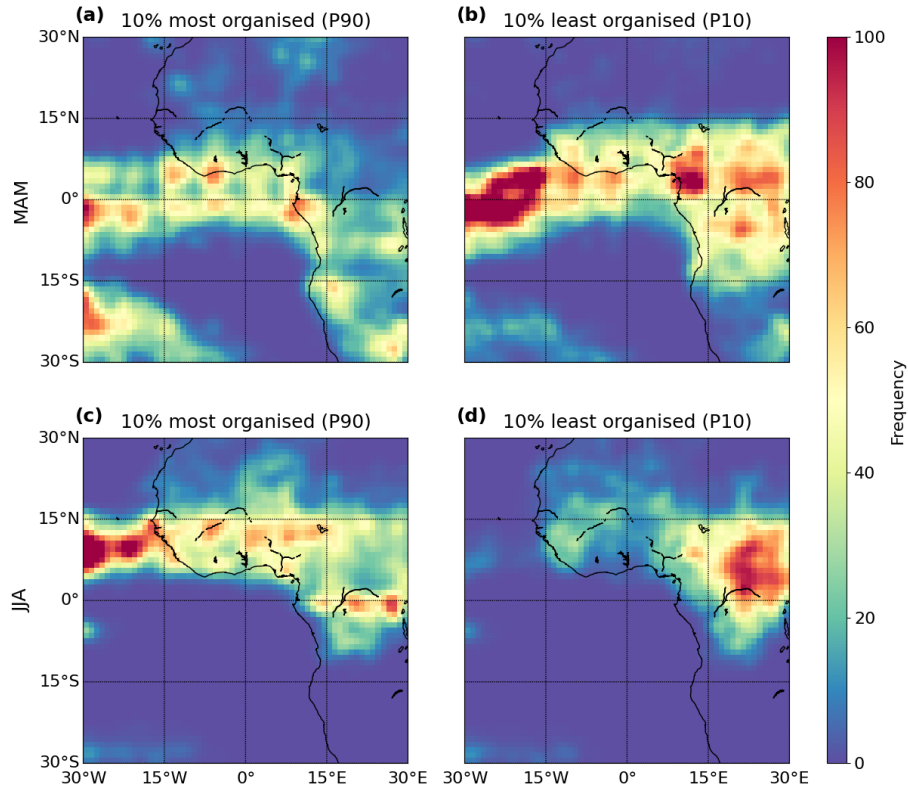 (a) 10% most organised (P90)
(b) 10% least organised (P10)
30°N
15°N
0°
15°S
30°S
MAM
(c) 10% most organised (P90)
(d) 10% least organised (P10)
30°N
15°N
0°
15°S
30°S
JJA
30°W 15°W 0° 15°E 30°E
30°W 15°W 0° 15°E 30°E
100
80
60
40
20
0
Frequency